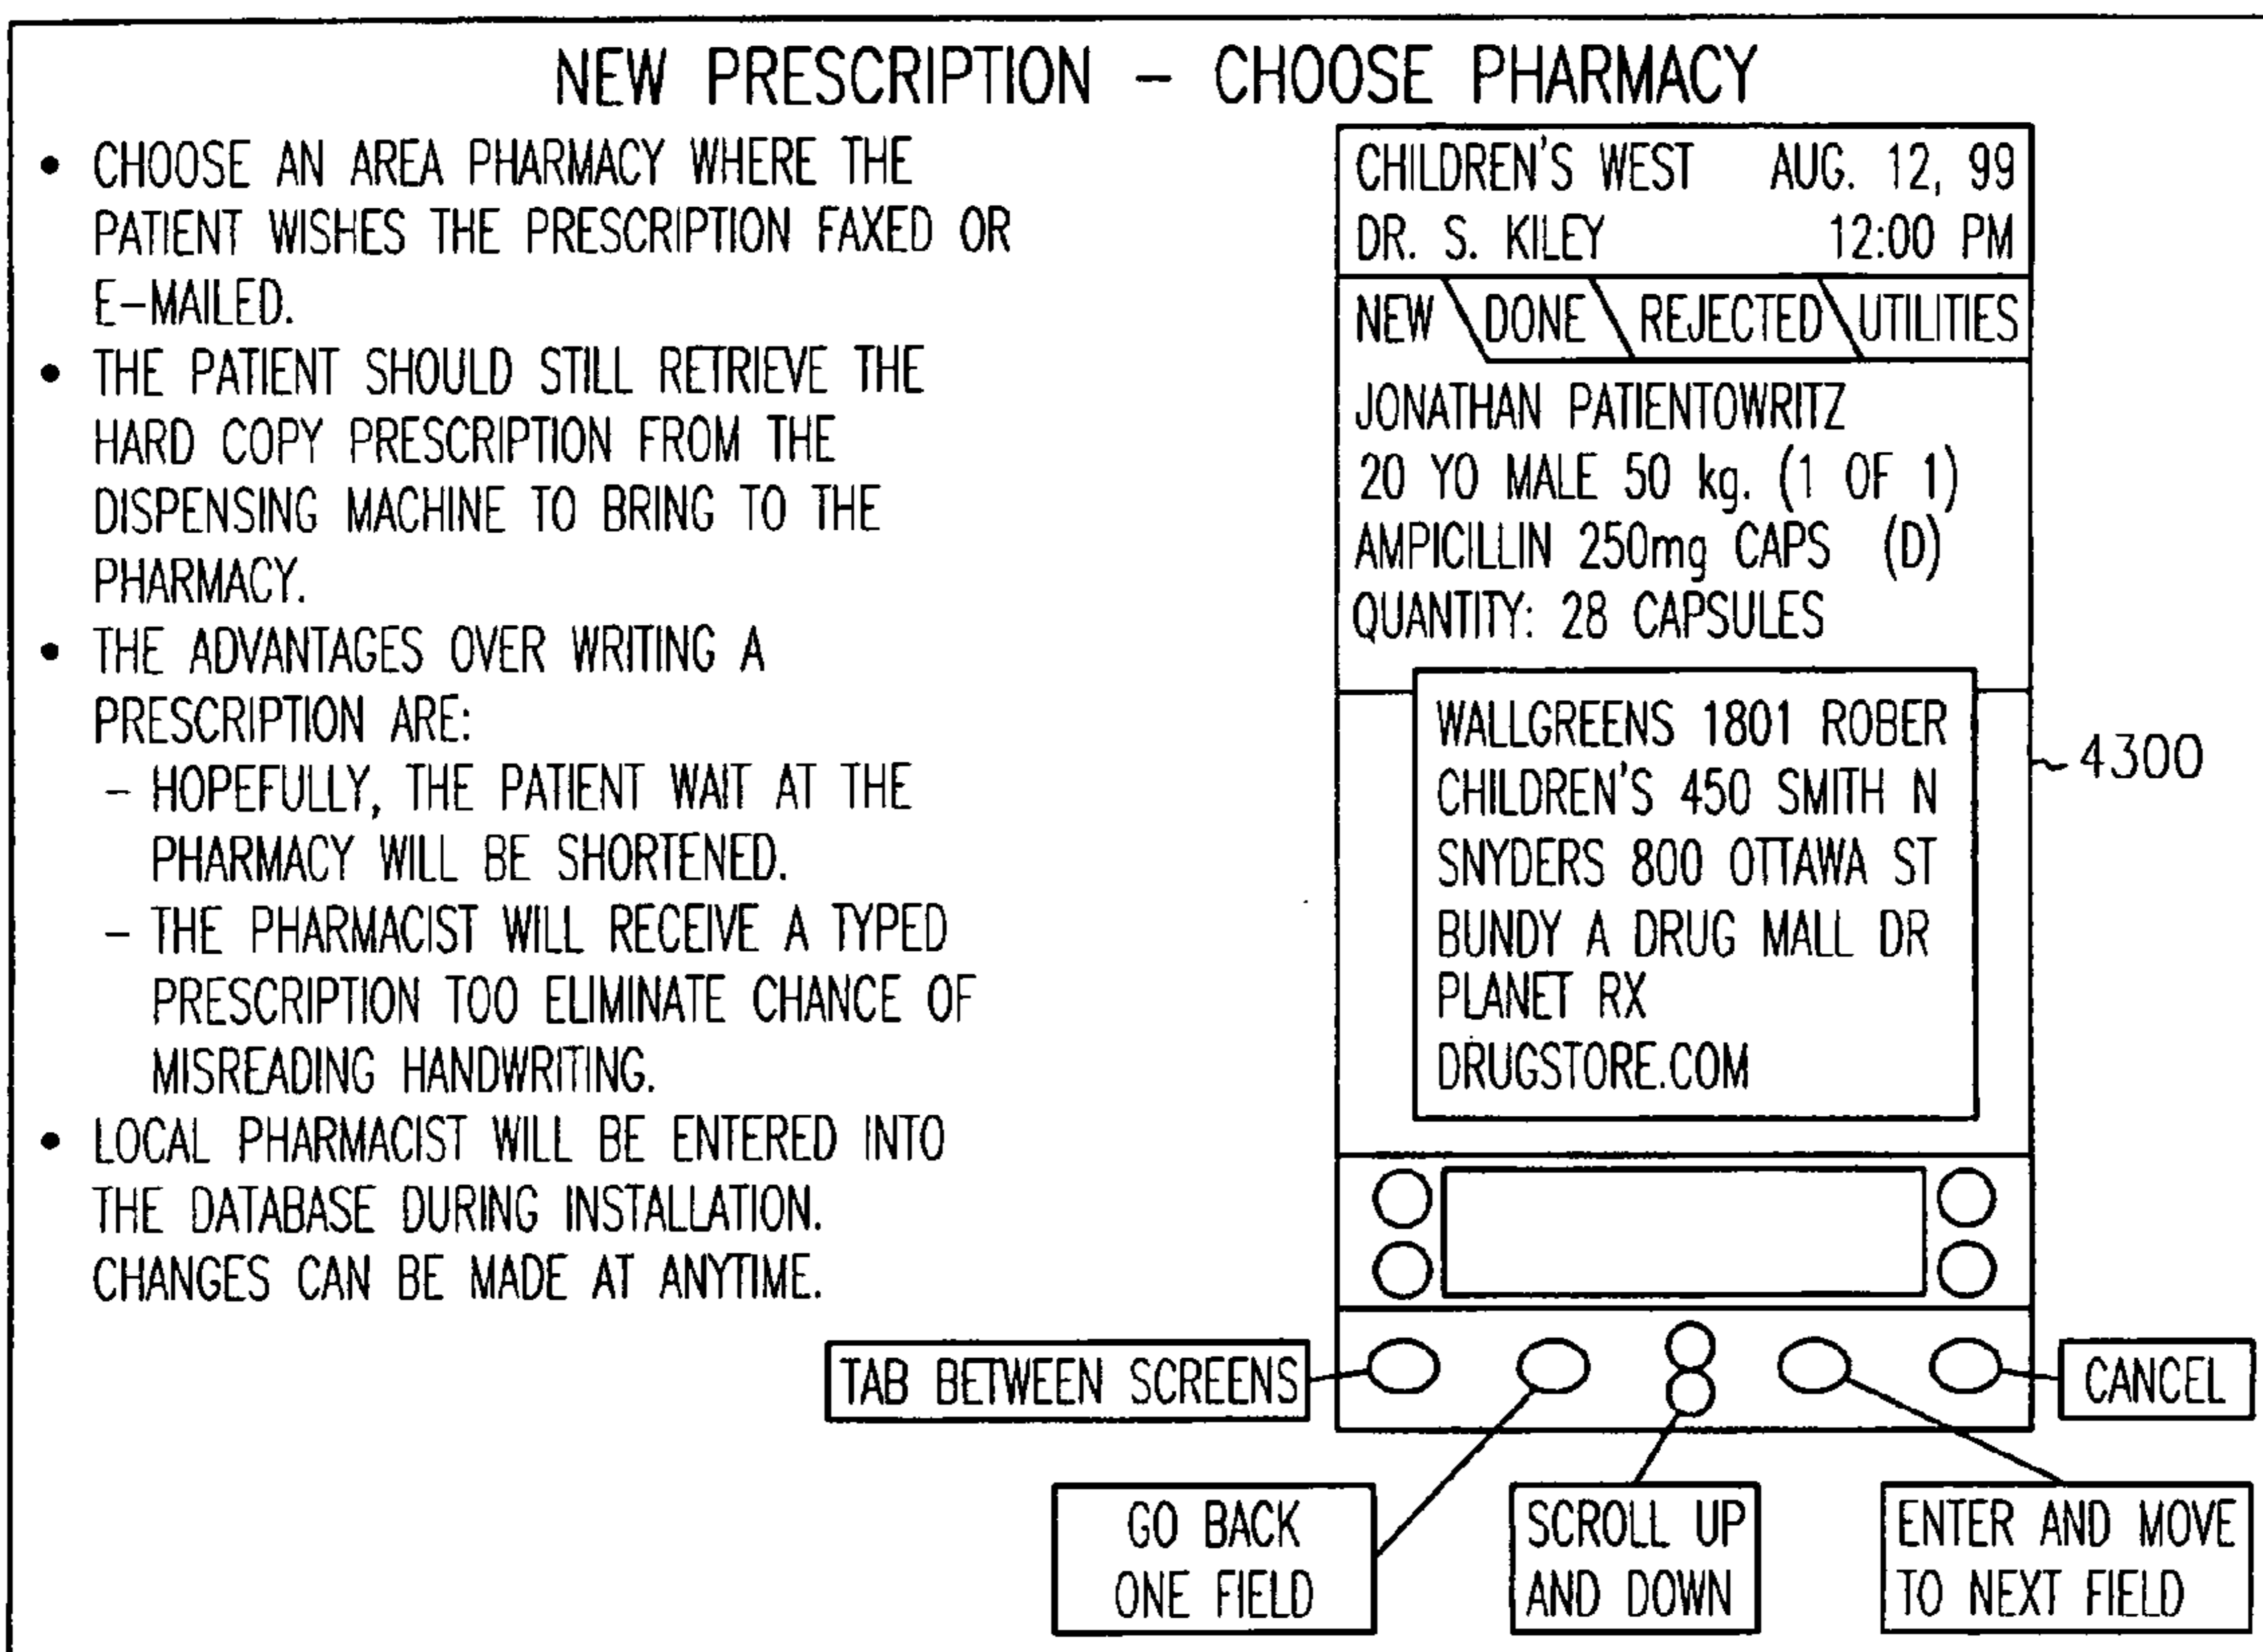 NEW PRESCRIPTION – CHOOSE PHARMACY
• CHOOSE AN AREA PHARMACY WHERE THE
PATIENT WISHES THE PRESCRIPTION FAXED OR
E–MAILED.
• THE PATIENT SHOULD STILL RETRIEVE THE
HARD COPY PRESCRIPTION FROM THE
DISPENSING MACHINE TO BRING TO THE
PHARMACY.
• THE ADVANTAGES OVER WRITING A
PRESCRIPTION ARE:
– HOPEFULLY, THE PATIENT WAIT AT THE
PHARMACY WILL BE SHORTENED.
– THE PHARMACIST WILL RECEIVE A TYPED
PRESCRIPTION TOO ELIMINATE CHANCE OF
MISREADING HANDWRITING.
• LOCAL PHARMACIST WILL BE ENTERED INTO
THE DATABASE DURING INSTALLATION.
CHANGES CAN BE MADE AT ANYTIME.
CHILDREN'S WEST AUG. 12, 99
DR. S. KILEY 12:00 PM
NEW DONE REJECTED UTILITIES
JONATHAN PATIENTOWRITZ
20 YO MALE 50 kg. (1 OF 1)
AMPICILLIN 250mg CAPS (D)
QUANTITY: 28 CAPSULES
WALLGREENS 1801 ROBER
CHILDREN'S 450 SMITH N
SNYDERS 800 OTTAWA ST
BUNDY A DRUG MALL DR
PLANET RX
DRUGSTORE.COM
4300
TAB BETWEEN SCREENS
CANCEL
GO BACK
ONE FIELD
SCROLL UP
AND DOWN
ENTER AND MOVE
TO NEXT FIELD